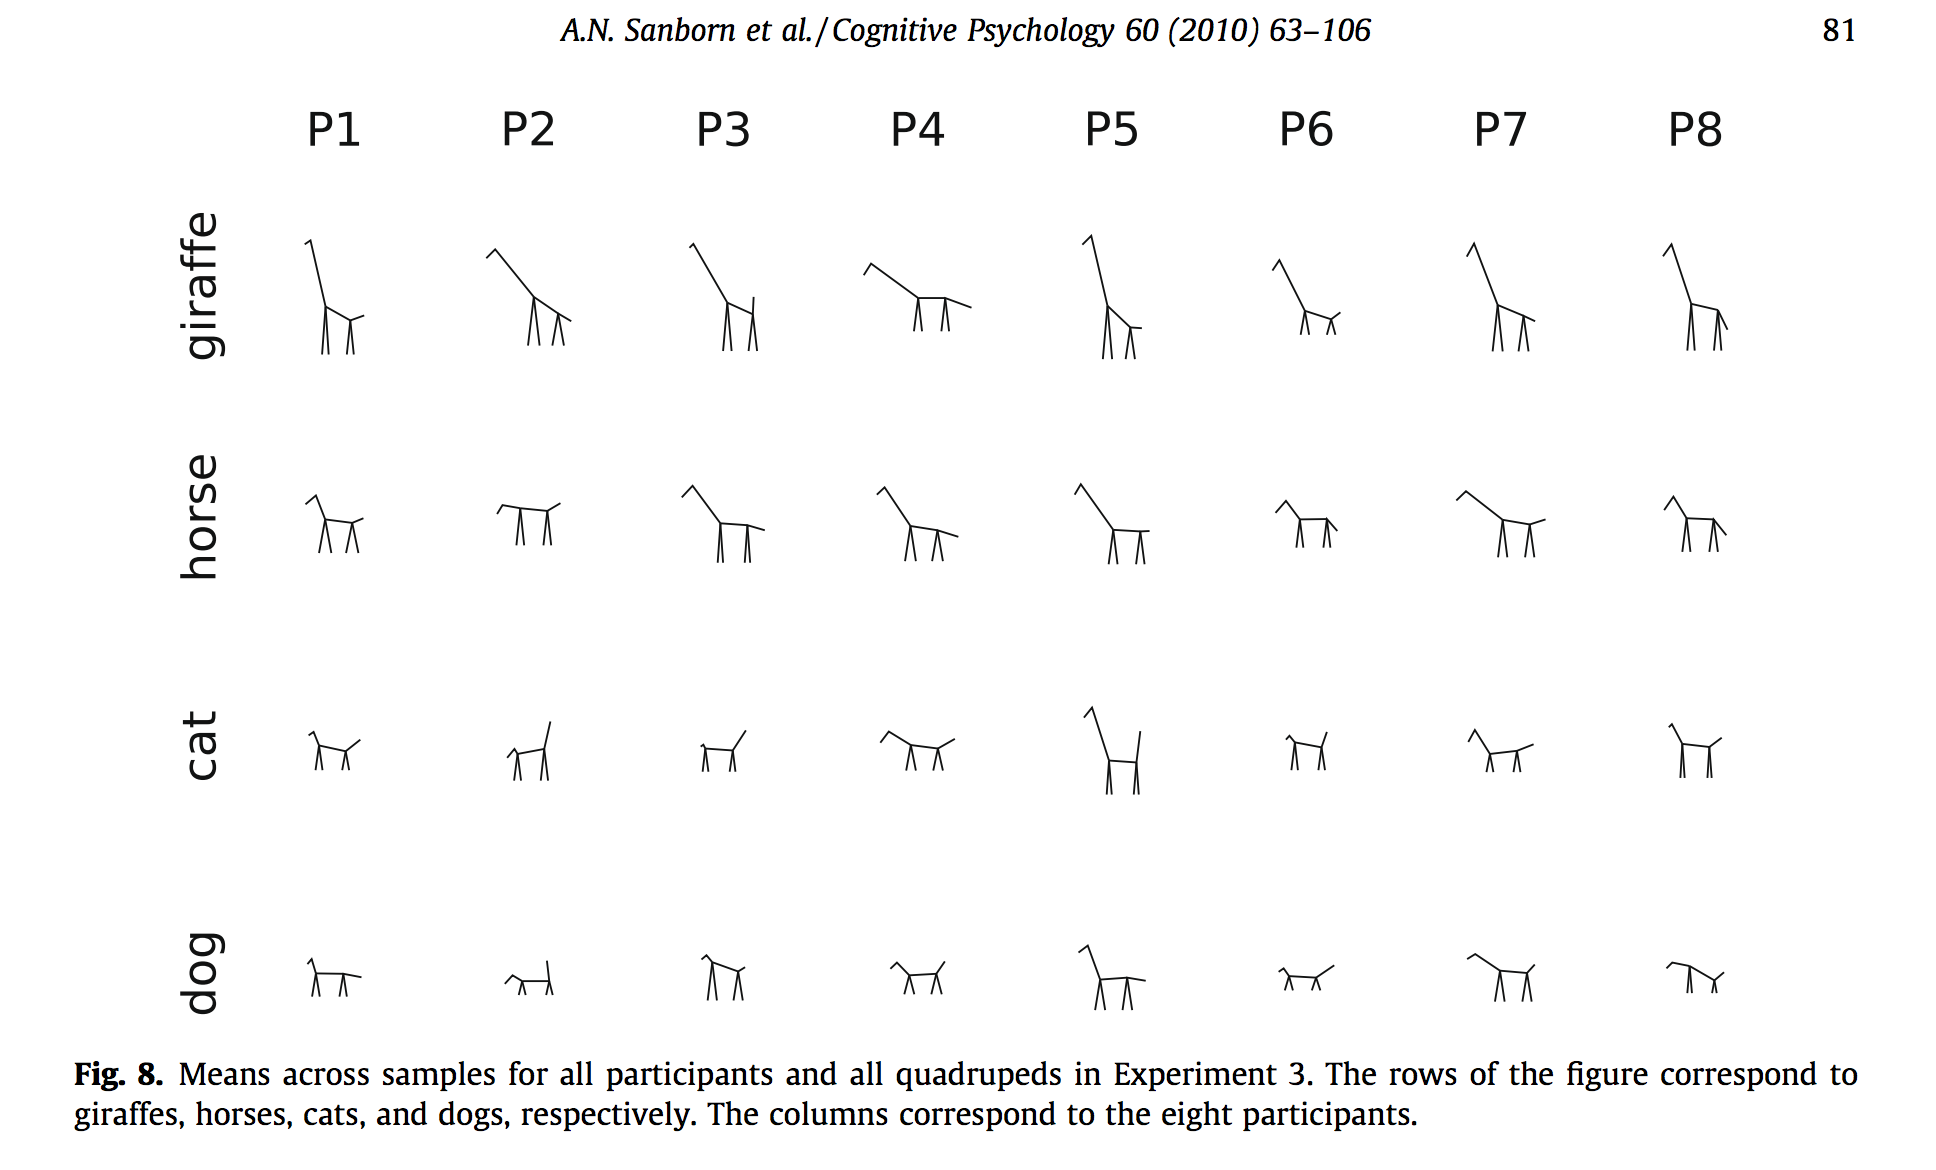 A.N. Sanborn et al./Cognitive Psychology 60 (2010) 63–106 81
P1 P2 P3 P4 P5 P6 P7 P8
giraffe
horse
cat
dog
Fig. 8. Means across samples for all participants and all quadrupeds in Experiment 3. The rows of the figure correspond to
giraffes, horses, cats, and dogs, respectively. The columns correspond to the eight participants.